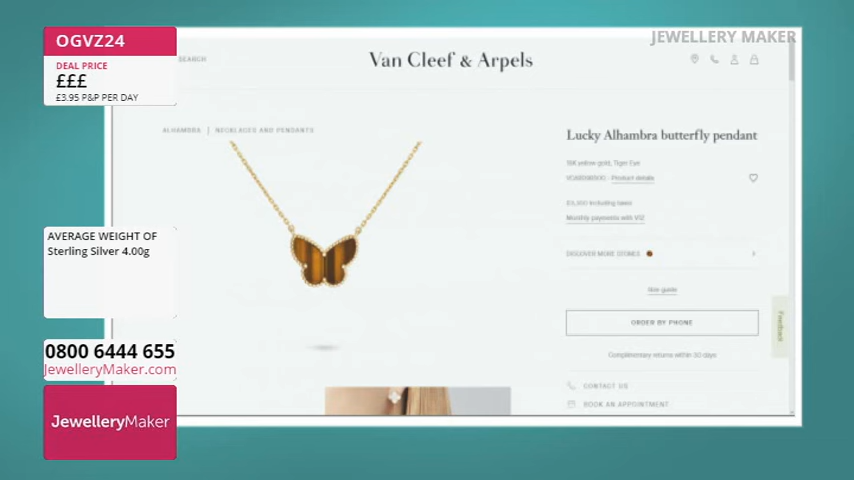 OGVZ24
DEAL PRICE
£££
£3.95 P&P PER DAY
AVERAGE WEIGHT OF
Sterling Silver 4.00g
0800 6444 655
JewelleryMaker.com
JewelleryMaker
JEWELLERY MAKER
SEARCH
Van Cleef & Arpels
ALHAMBRA | NECKLACES AND PENDANTS
Lucky Alhambra butterfly pendant
18K yellow gold, Tiger Eye
Product details
including taxes
Monthly payments with V12
DISCOVER MORE STONES
Size guide
ORDER BY PHONE
Complimentary returns within 30 days
CONTACT US
BOOK AN APPOINTMENT
Feedback